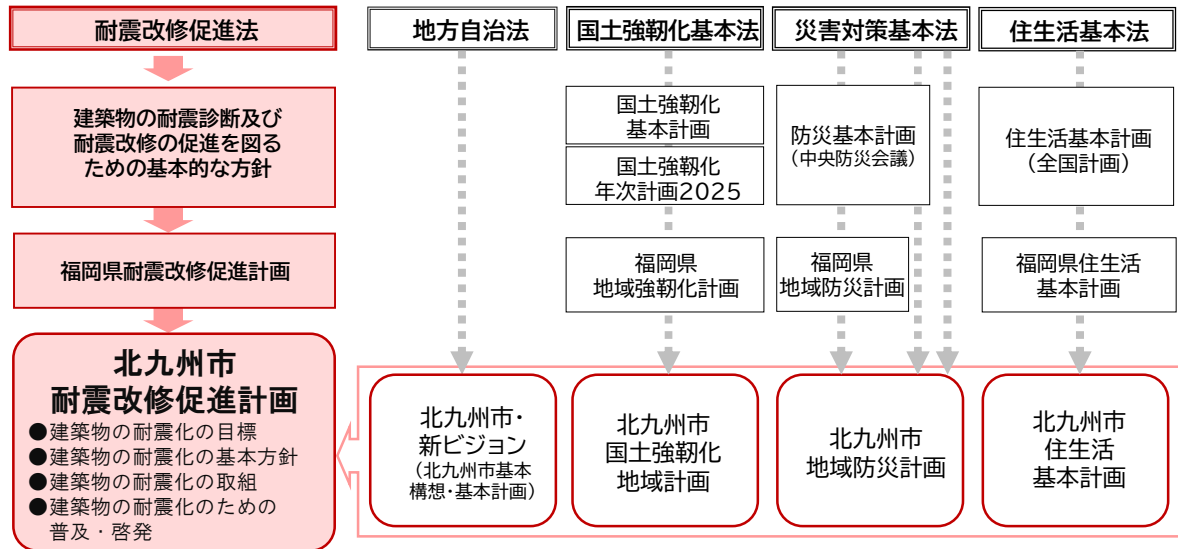 耐震改修促進法
地方自治法
国土強靭化基本法
災害対策基本法
住生活基本法
建築物の耐震診断及び
耐震改修の促進を図る
ための基本的な方針
国土強靭化
基本計画
国土強靭化
年次計画2025
防災基本計画
(中央防災会議)
住生活基本計画
(全国計画)
福岡県耐震改修促進計画
福岡県
地域強靭化計画
福岡県
地域防災計画
福岡県住生活
基本計画
北九州市
耐震改修促進計画
●建築物の耐震化の目標
●建築物の耐震化の基本方針
●建築物の耐震化の取組
●建築物の耐震化のための
普及・啓発
北九州市・
新ビジョン
(北九州市基本
構想・基本計画)
北九州市
国土強靭化
地域計画
北九州市
地域防災計画
北九州市
住生活
基本計画